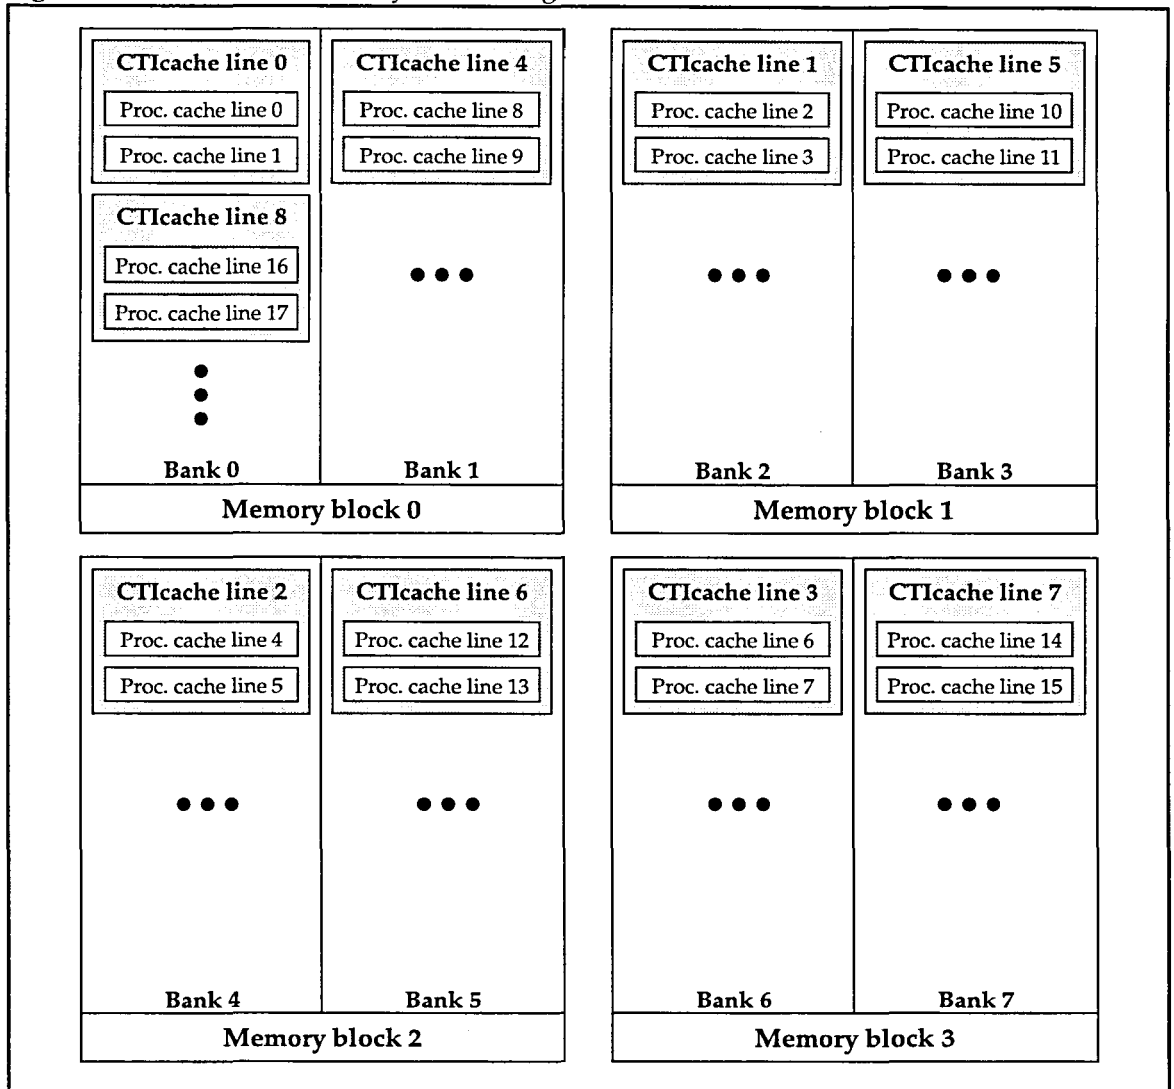 CTIcache line 0
Proc. cache line 0
Proc. cache line 1
CTIcache line 8
Proc. cache line 16
Proc. cache line 17
Bank 0
CTIcache line 4
Proc. cache line 8
Proc. cache line 9
Bank 1
Memory block 0
CTIcache line 1
Proc. cache line 2
Proc. cache line 3
Bank 2
CTIcache line 5
Proc. cache line 10
Proc. cache line 11
Bank 3
Memory block 1
CTIcache line 2
Proc. cache line 4
Proc. cache line 5
Bank 4
CTIcache line 6
Proc. cache line 12
Proc. cache line 13
Bank 5
Memory block 2
CTIcache line 3
Proc. cache line 6
Proc. cache line 7
Bank 6
CTIcache line 7
Proc. cache line 14
Proc. cache line 15
Bank 7
Memory block 3